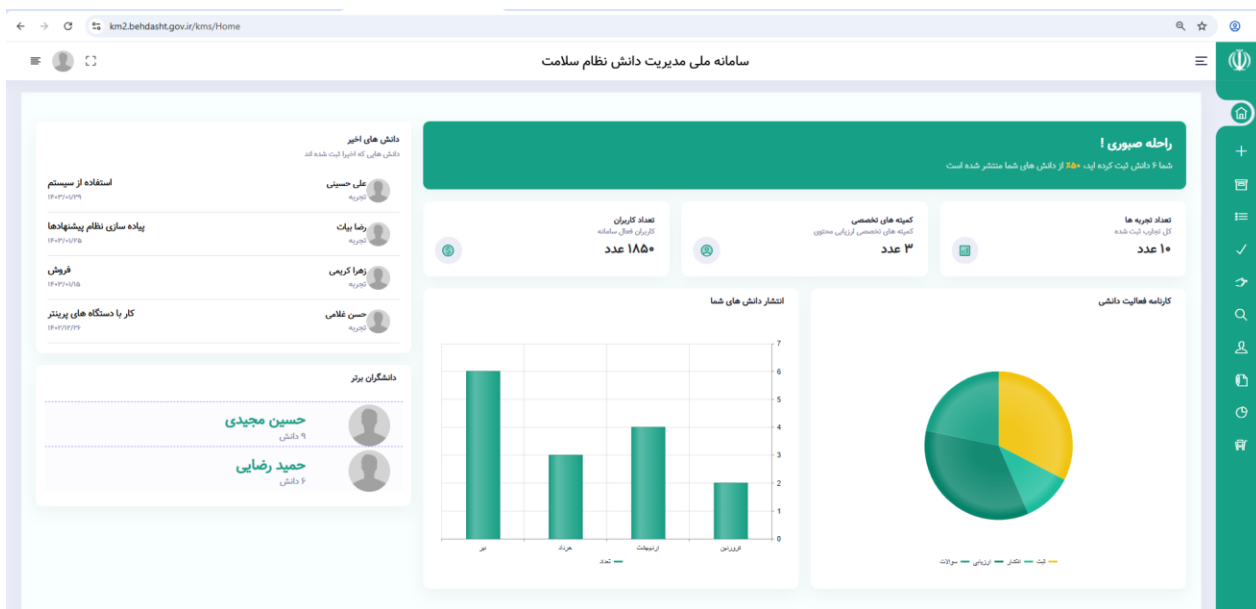 km2.behdasht.gov.ir/kms/Home
سامانه ملی مدیریت دانش نظام سلامت
راحله صبوری !
شما ۶ دانش ثبت کرده اید، ۵۰٪ از دانش های شما منتشر شده است
تعداد تجربه ها
کل تجارب ثبت شده
۱۰ عدد
کمیته های تخصصی
کمیته های تخصصی ارزیابی محتوی
۳ عدد
تعداد کاربران
کاربران فعال سامانه
۱۸۵۰ عدد
کارنامه فعالیت دانشی
ثبت
انتشار
ارزیابی
سوالات
انتشار دانش های شما
7
6
5
4
3
2
1
0
فروردین
اردیبهشت
خرداد
تیر
تعداد
دانش های اخیر
دانش هایی که اخیرا ثبت شده اند
علی حسینی
تجربه
استفاده از سیستم
۱۴۰۳/۰۱/۲۹
رضا بیات
تجربه
پیاده سازی نظام پیشنهادها
۱۴۰۳/۰۱/۲۵
زهرا کریمی
تجربه
فروش
۱۴۰۳/۰۱/۱۵
حسن غلامی
تجربه
کار با دستگاه های پرینتر
۱۴۰۲/۱۲/۲۶
دانشگران برتر
حسین مجیدی
۹ دانش
حمید رضایی
۶ دانش